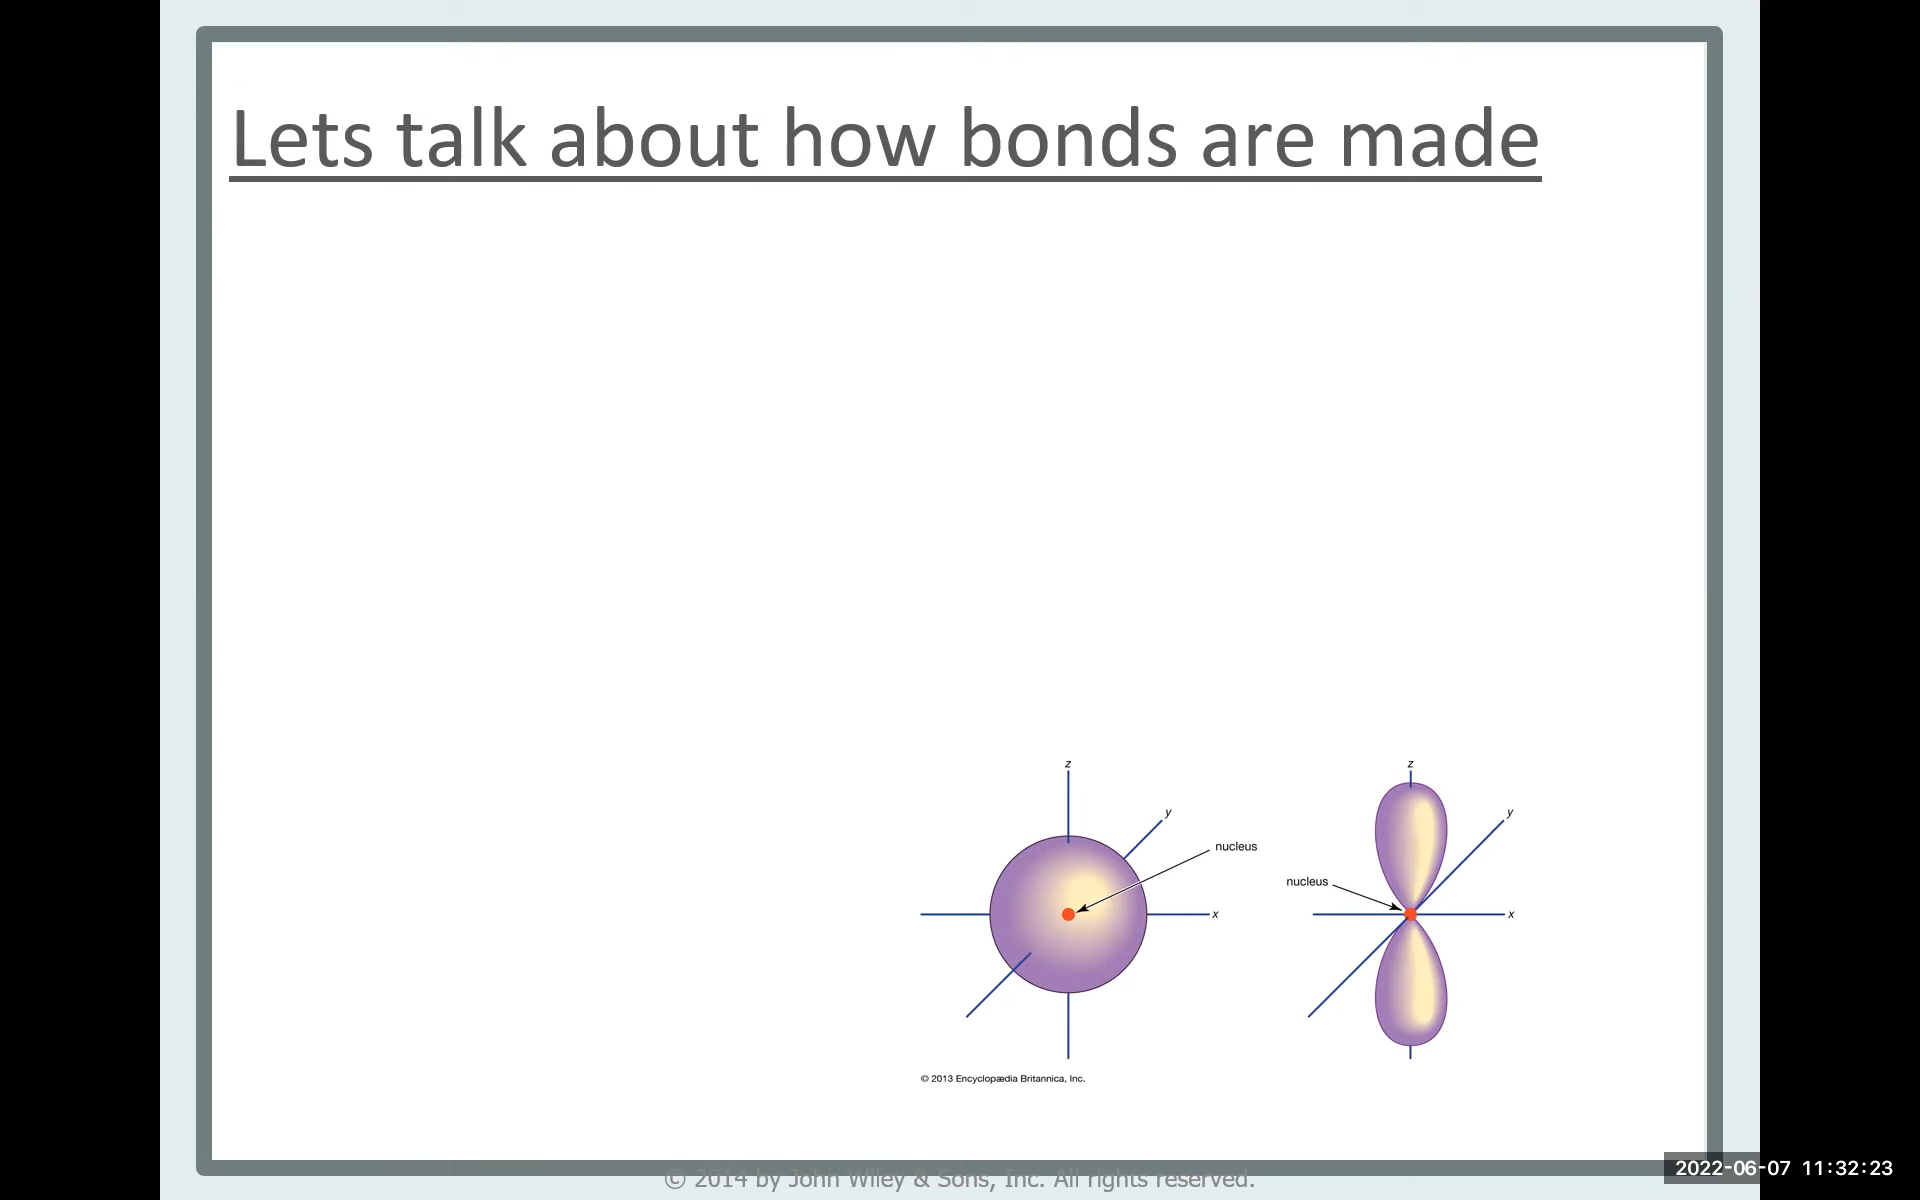 Lets talk about how bonds are made
z
y
nucleus
x
z
y
nucleus
x
© 2013 Encyclopædia Britannica, Inc.
© 2014 by John Wiley & Sons, Inc. All rights reserved.
2022-06-07 11:32:23